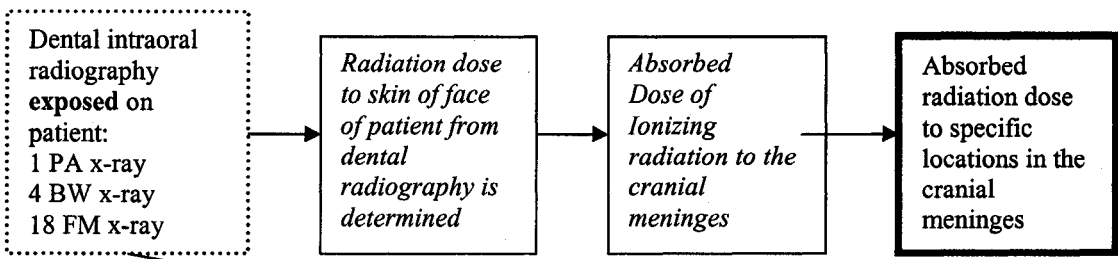 Dental intraoral
radiography
exposed on
patient:
1 PA x-ray
4 BW x-ray
18 FM x-ray
Radiation dose
to skin of face
of patient from
dental
radiography is
determined
Absorbed
Dose of
Ionizing
radiation to the
cranial
meninges
Absorbed
radiation dose
to specific
locations in the
cranial
meninges